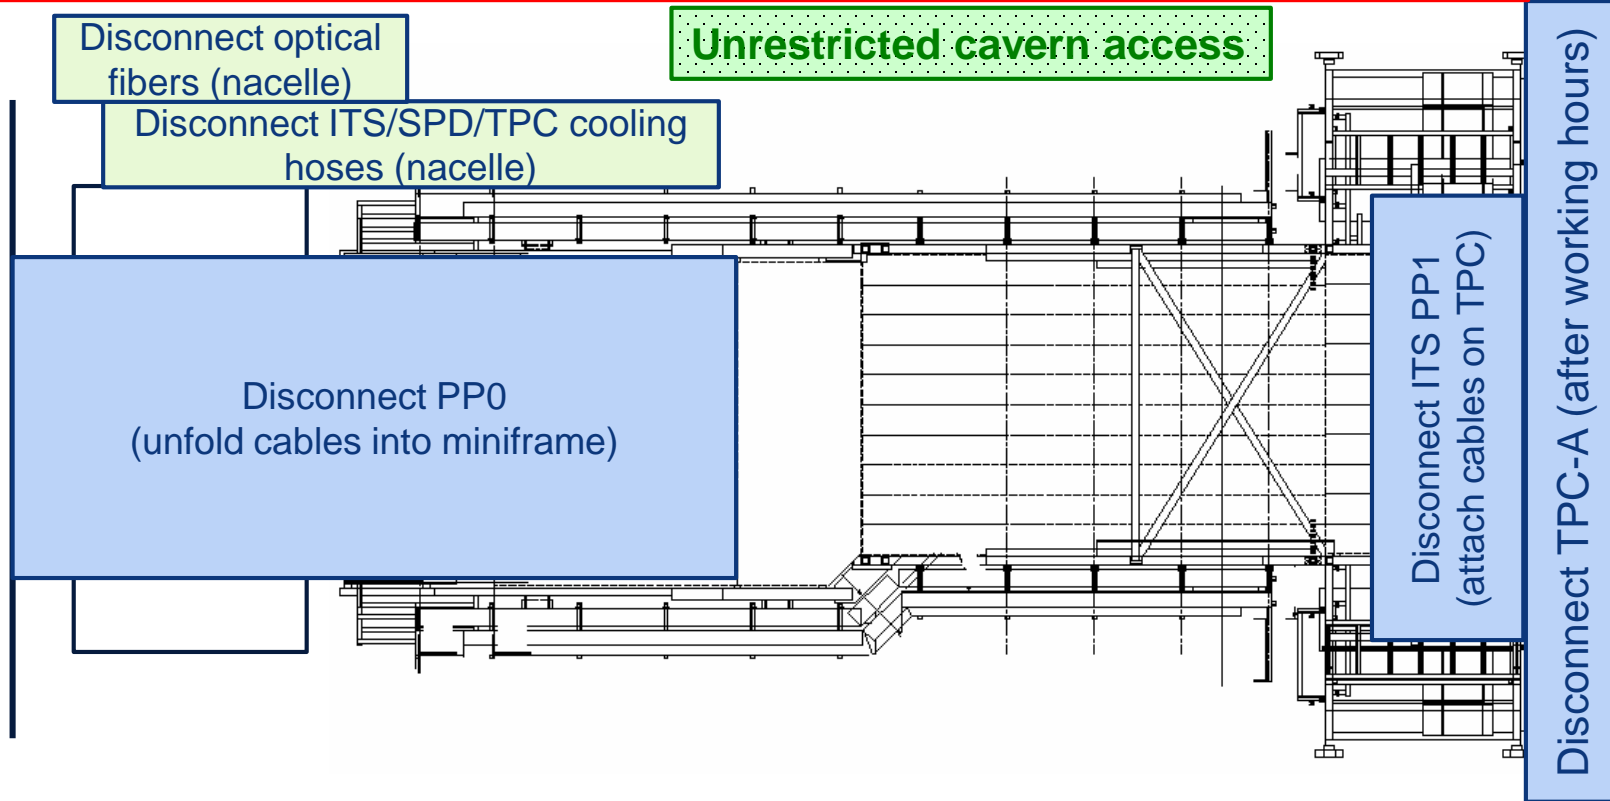 Disconnect optical
fibers (nacelle)
Unrestricted cavern access
Disconnect ITS/SPD/TPC cooling
hoses (nacelle)
Disconnect PP0
(unfold cables into miniframe)
Disconnect ITS PP1
(attach cables on TPC)
Disconnect TPC-A (after working hours)